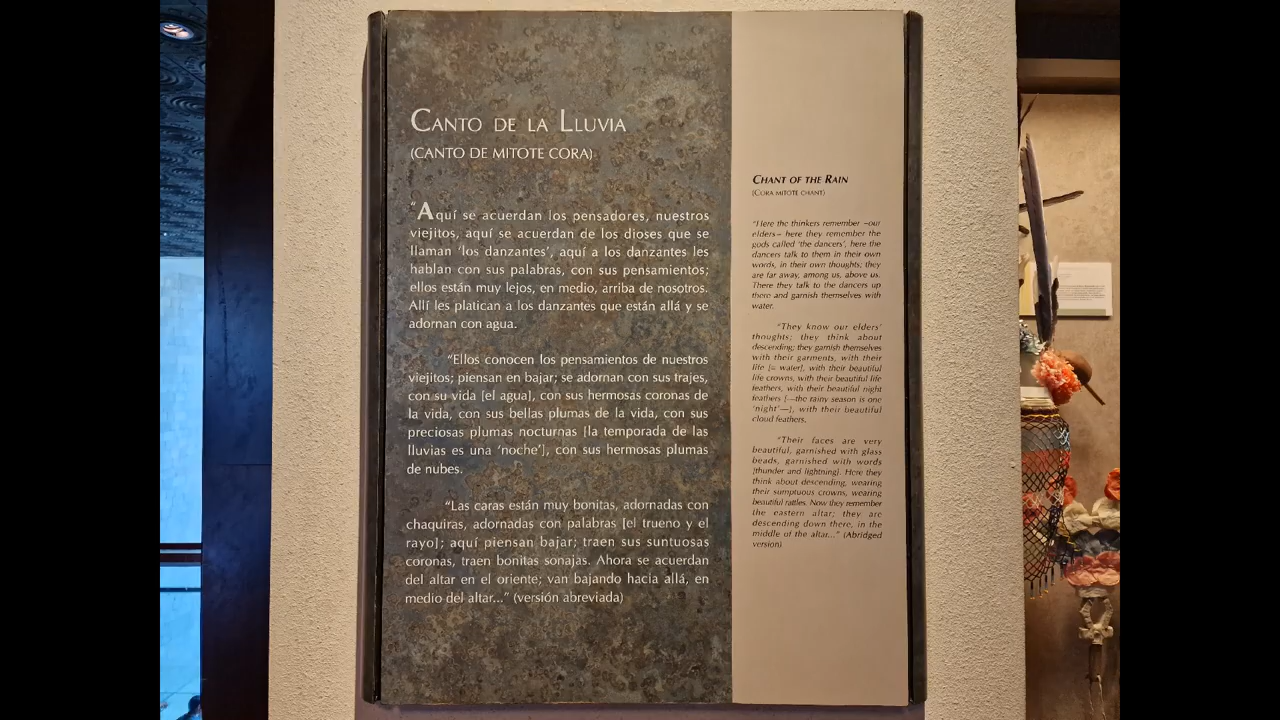 CANTO DE LA LLUVIA
(CANTO DE MITOTE CORA)
“Aquí se acuerdan los pensadores, nuestros
viejitos, aquí se acuerdan de los dioses que se
llaman ‘los danzantes’, aquí a los danzantes les
hablan con sus palabras, con sus pensamientos;
ellos están muy lejos, en medio, arriba de nosotros.
Allí les platican a los danzantes que están allá y se
adornan con agua.
“Ellos conocen los pensamientos de nuestros
viejitos; piensan en bajar; se adornan con sus trajes,
con su vida [el agua], con sus hermosas coronas de
la vida, con sus bellas plumas de la vida, con sus
preciosas plumas nocturnas [la temporada de las
lluvias es una ‘noche’], con sus hermosas plumas
de nubes.
“Las caras están muy bonitas, adornadas con
chaquiras, adornadas con palabras [el trueno y el
rayo]; aquí piensan bajar; traen sus suntuosas
coronas, traen bonitas sonajas. Ahora se acuerdan
del altar en el oriente; van bajando hacia allá, en
medio del altar...” (versión abreviada)
CHANT OF THE RAIN
(CORA MITOTE CHANT)
“Here the thinkers remember –our
elders– here they remember the
gods called ‘the dancers’, here the
dancers talk to them in their own
words, in their own thoughts; they
are far away, among us, above us.
There they talk to the dancers up
there and garnish themselves with
water.
“They know our elders’
thoughts; they think about
descending; they garnish themselves
with their garments, with their
life [= water], with their beautiful
life crowns, with their beautiful life
feathers, with their beautiful night
feathers [—the rainy season is one
‘night’—], with their beautiful
cloud feathers.
“Their faces are very
beautiful, garnished with glass
beads, garnished with words
[thunder and lightning]. Here they
think about descending, wearing
their sumptuous crowns, wearing
beautiful rattles. Now they remember
the eastern altar; they are
descending down there, in the
middle of the altar...” (Abridged
version)